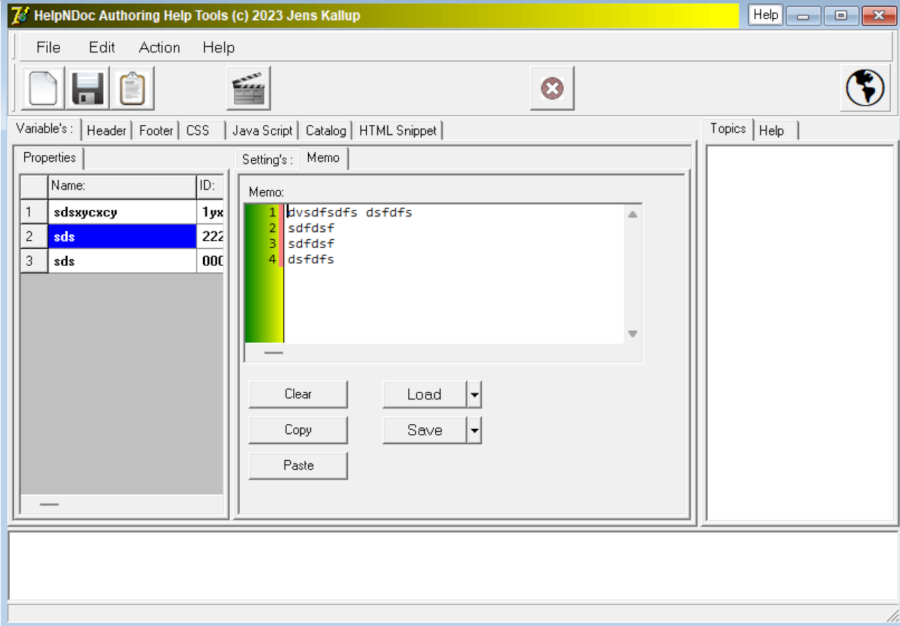 HelpNDoc Authoring Help Tools (c) 2023 Jens Kallup
Help
File Edit Action Help
Variable's : Header Footer CSS Java Script Catalog HTML Snippet
Topics Help
Properties
Setting's : Memo
Name: ID:
1 sdsxycxcy 1yx
2 sds 222
3 sds 000
Memo:
1 dvsdfsdfs dsfdfs
2 sdfdsf
3 sdfdsf
4 dsfdfs
Clear Load
Copy Save
Paste